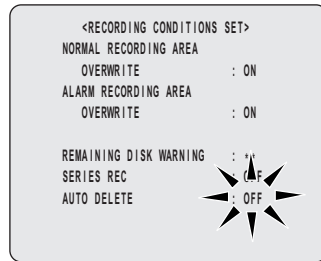 <RECORDING CONDITIONS SET>
NORMAL RECORDING AREA
OVERWRITE : ON
ALARM RECORDING AREA
OVERWRITE : ON
REMAINING DISK WARNING : **
SERIES REC : OFF
AUTO DELETE : OFF